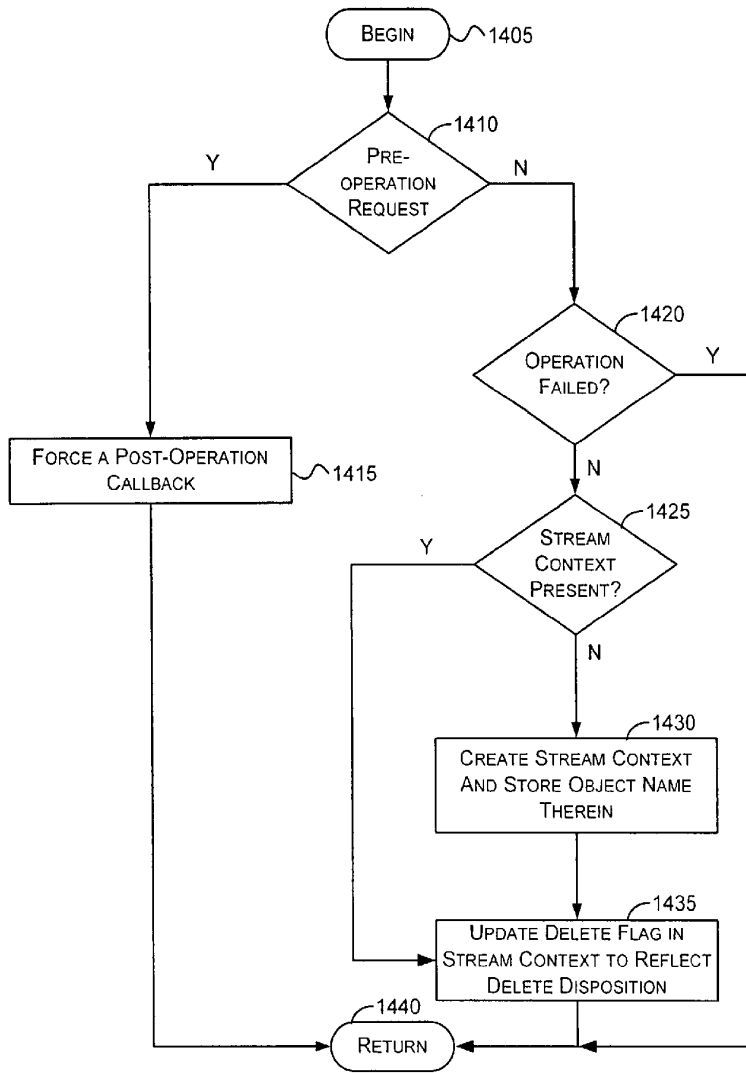 BEGIN
1405
1410
Y
PRE-
OPERATION
REQUEST
N
1420
OPERATION
FAILED?
Y
FORCE A POST-OPERATION
CALLBACK
1415
N
1425
Y
STREAM
CONTEXT
PRESENT?
N
1430
CREATE STREAM CONTEXT
AND STORE OBJECT NAME
THEREIN
1435
UPDATE DELETE FLAG IN
STREAM CONTEXT TO REFLECT
DELETE DISPOSITION
1440
RETURN